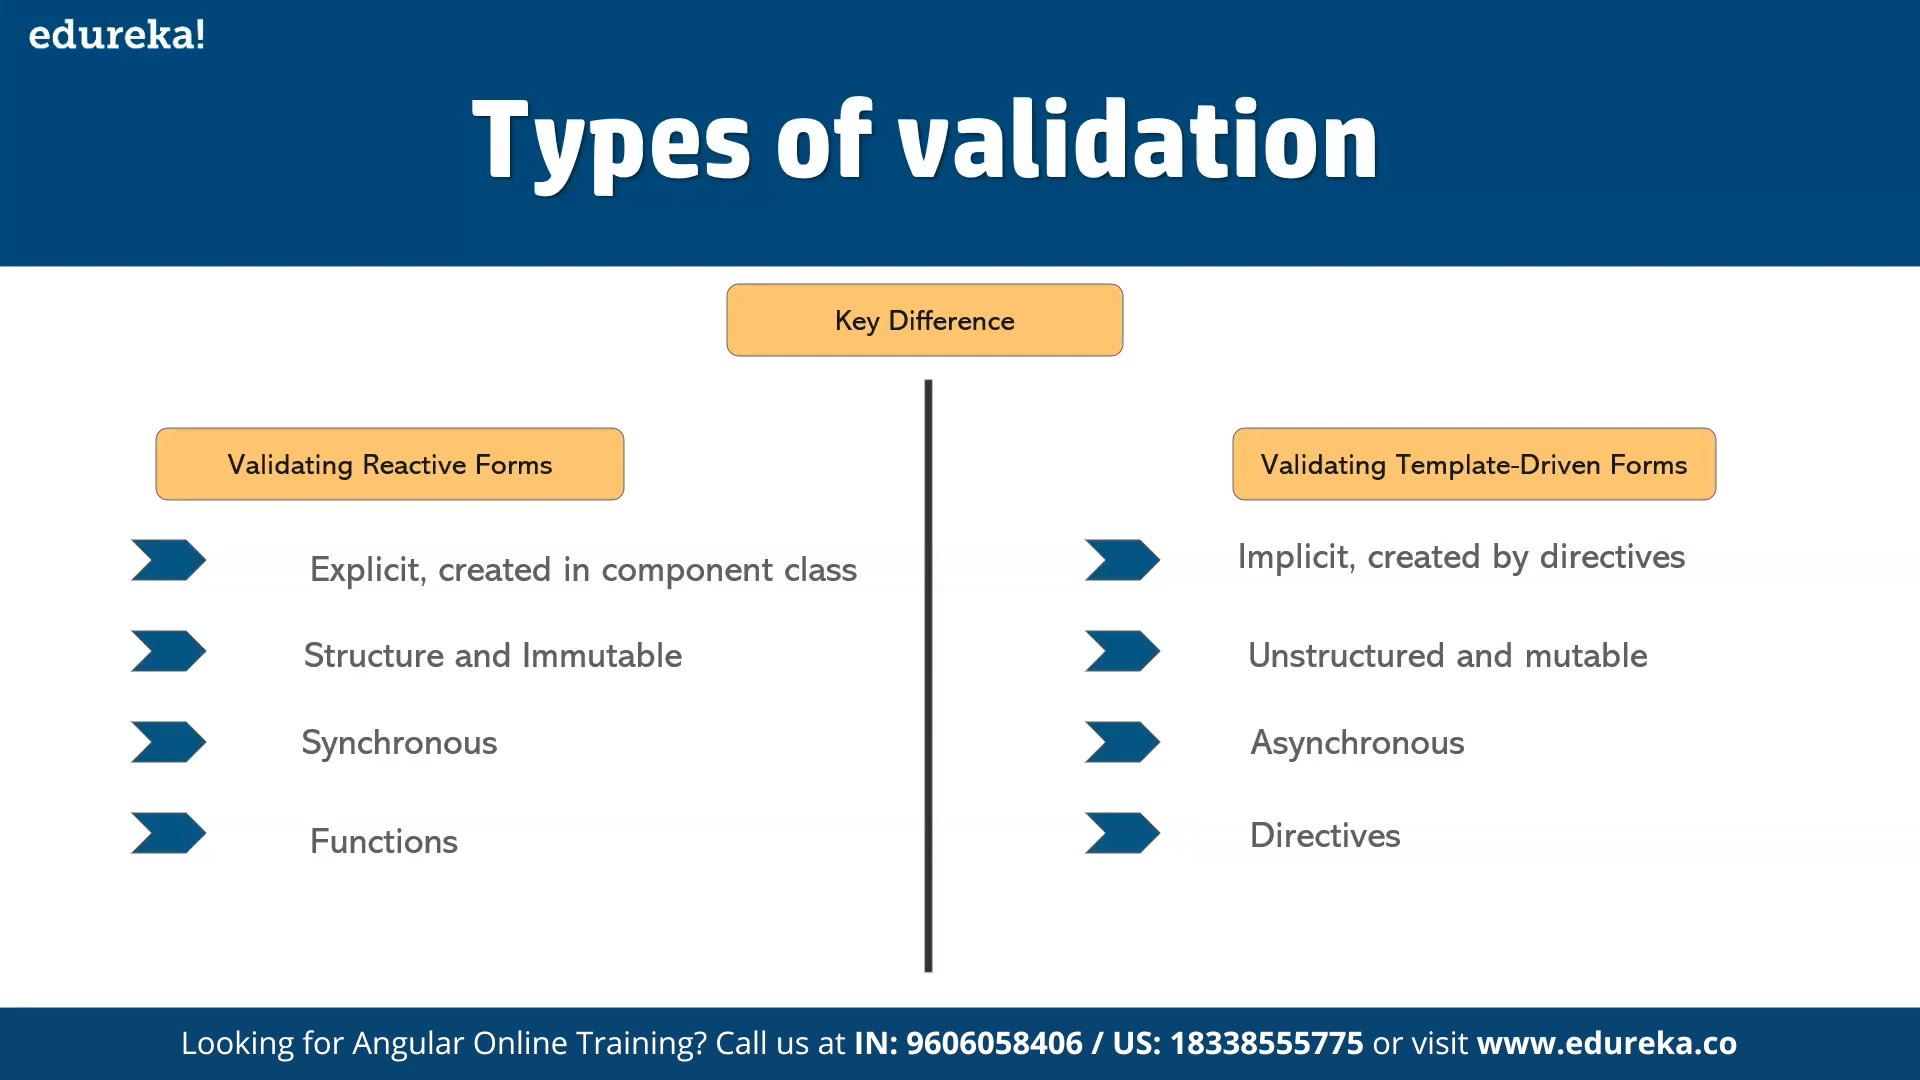 edureka!
Types of validation
Key Difference
Validating Reactive Forms
Explicit, created in component class
Structure and Immutable
Synchronous
Functions
Validating Template-Driven Forms
Implicit, created by directives
Unstructured and mutable
Asynchronous
Directives
Looking for Angular Online Training? Call us at IN: 9606058406 / US: 18338555775 or visit www.edureka.co